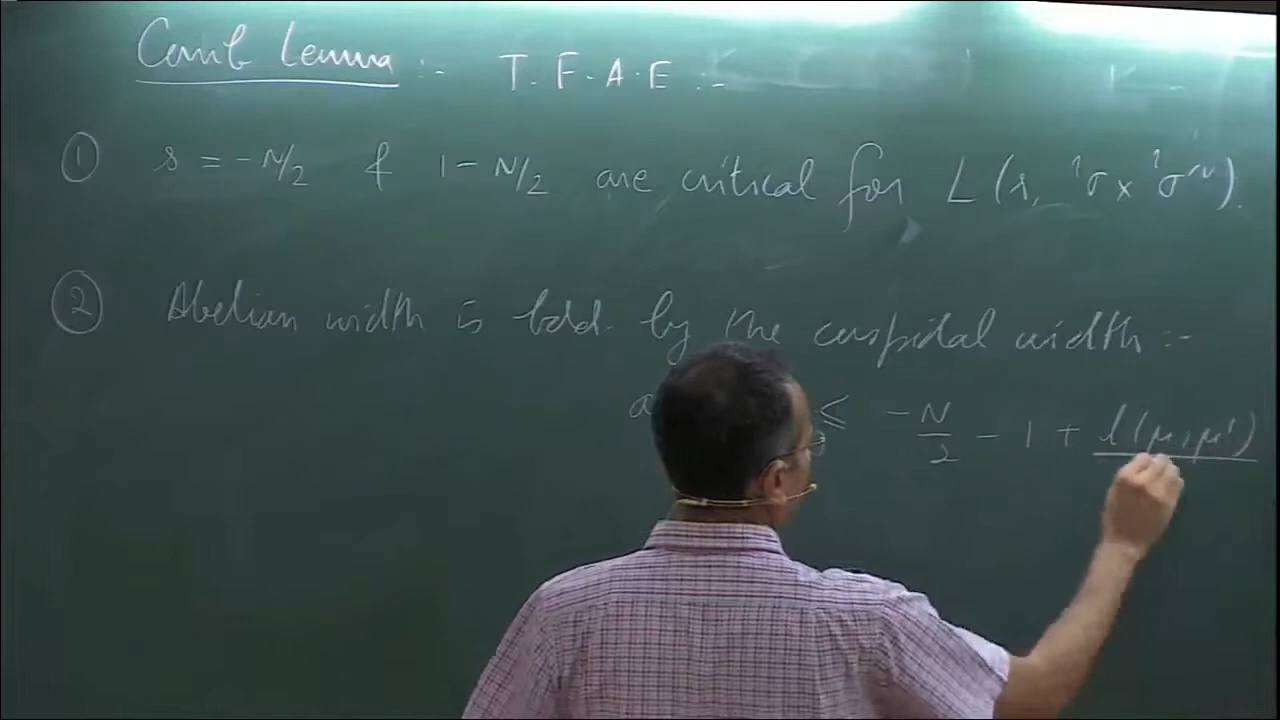 Comb Lemma :- T.F.A.E :-
① s = -N/2 & 1 - N/2 are critical for L(s, ¹σ × ¹σ'ᵛ).
② Abelian width is bdd. by the cuspidal width :-
≤ -N/2 - 1 + l(μ, μ')